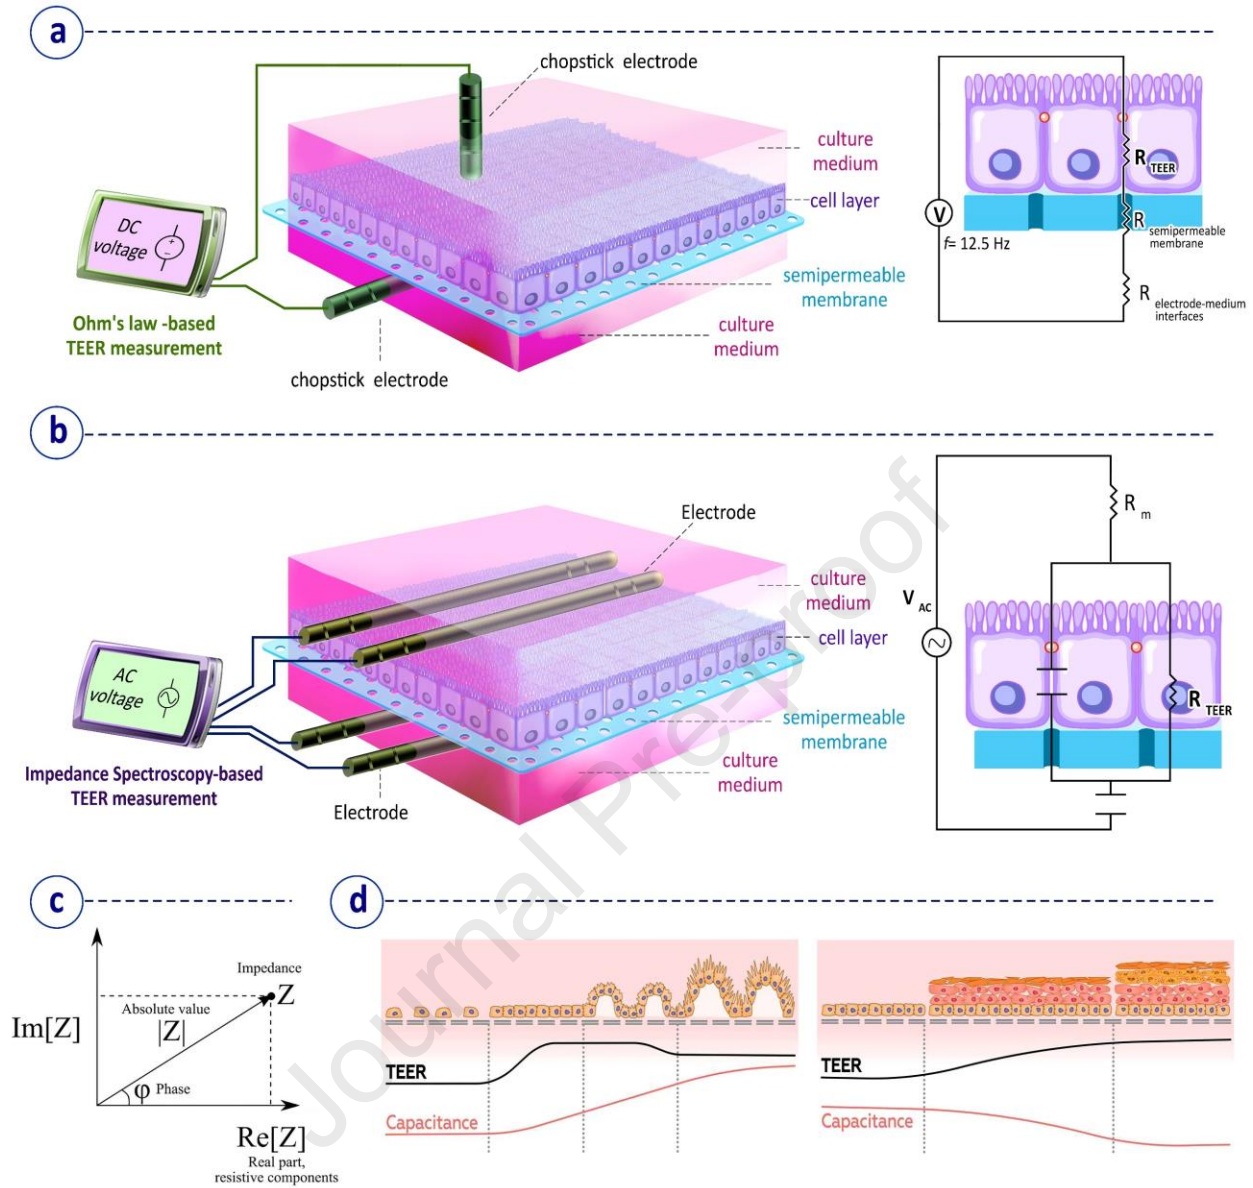 a
chopstick electrode
culture
medium
cell layer
semipermeable
membrane
culture
medium
chopstick electrode
DC
voltage
Ohm's law -based
TEER measurement
V
f= 12.5 Hz
R TEER
R semipermeable
membrane
R electrode-medium
interfaces
b
Electrode
culture
medium
cell layer
semipermeable
membrane
culture
medium
Electrode
AC
voltage
Impedance Spectroscopy-based
TEER measurement
V AC
R m
R TEER
c
Im[Z]
Impedance
Z
Absolute value
|Z|
φ Phase
Re[Z]
Real part,
resistive components
d
TEER
Capacitance
TEER
Capacitance
Journal Pre-proof